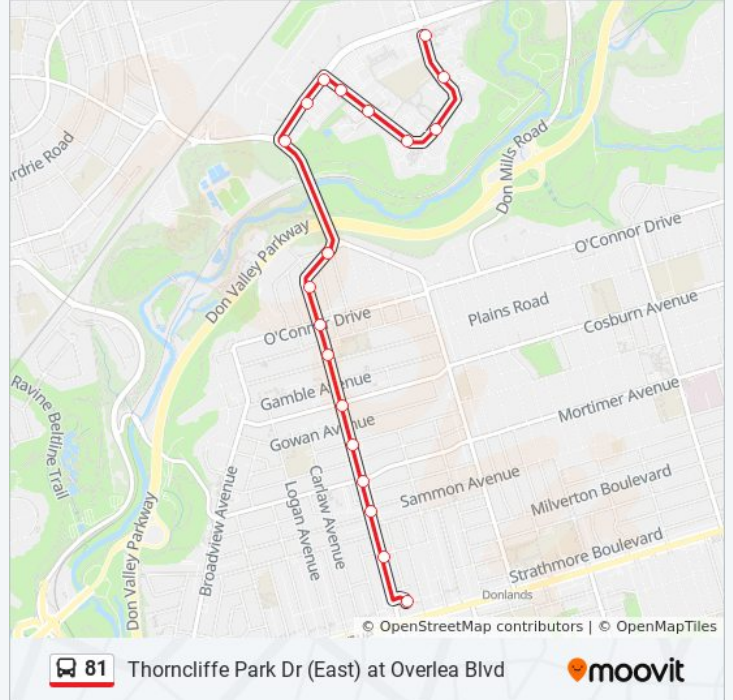 rdrie Road
Don Mills Road
O'Connor Drive
Don Valley Parkway
Plains Road
Cosburn Avenue
O'Connor Drive
Gamble Avenue
Mortimer Avenue
Gowan Avenue
Ravine Beltline Trail
Carlaw Avenue
Logan Avenue
Broadview Avenue
Sammon Avenue
Milverton Boulevard
Don Valley Parkway
Strathmore Boulevard
Donlands
© OpenStreetMap contributors | © OpenMapTiles
81 Thorncliffe Park Dr (East) at Overlea Blvd moovit